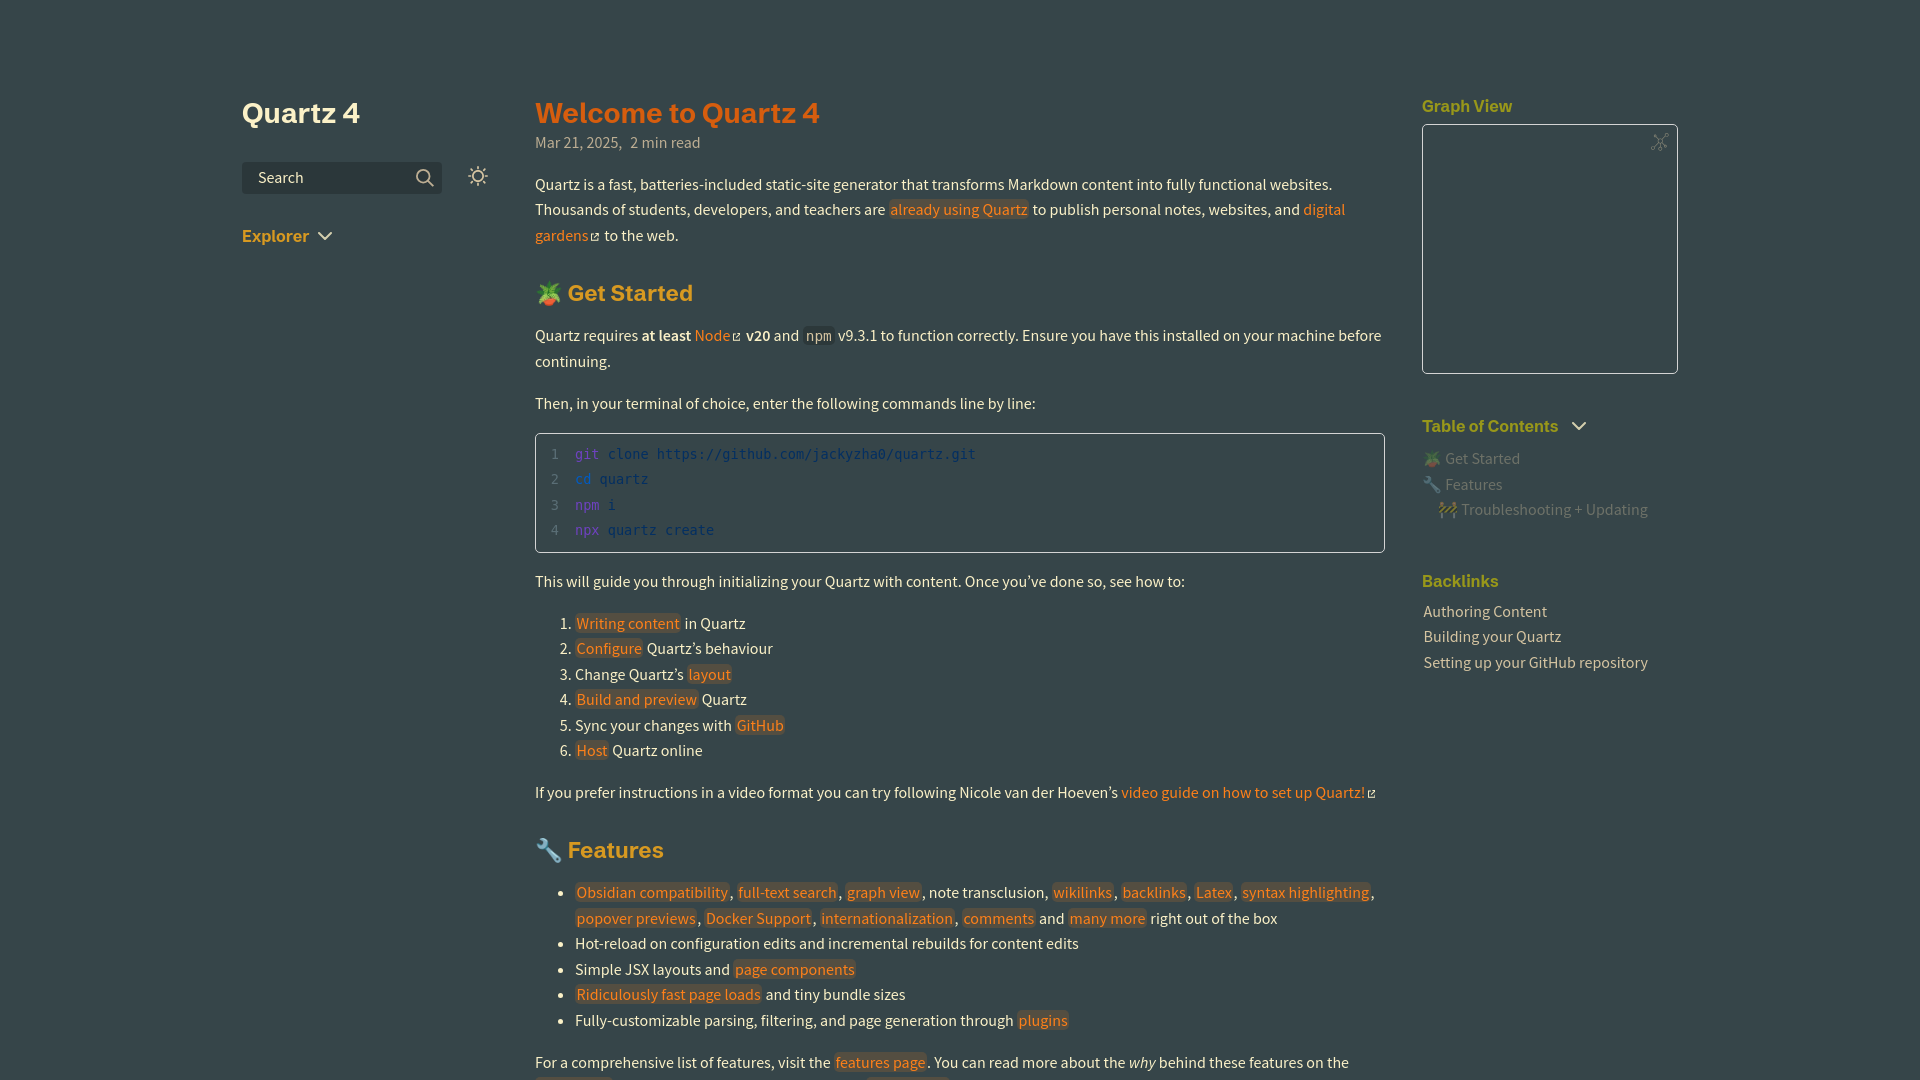 Quartz 4
Search
Explorer
Welcome to Quartz 4
Mar 21, 2025, 2 min read
Quartz is a fast, batteries-included static-site generator that transforms Markdown content into fully functional websites.
Thousands of students, developers, and teachers are already using Quartz to publish personal notes, websites, and digital
gardens to the web.
🪴 Get Started
Quartz requires at least Node v20 and npm v9.3.1 to function correctly. Ensure you have this installed on your machine before
continuing.
Then, in your terminal of choice, enter the following commands line by line:
1 git clone https://github.com/jackyzha0/quartz.git
2 cd quartz
3 npm i
4 npx quartz create
This will guide you through initializing your Quartz with content. Once you’ve done so, see how to:
1. Writing content in Quartz
2. Configure Quartz’s behaviour
3. Change Quartz’s layout
4. Build and preview Quartz
5. Sync your changes with GitHub
6. Host Quartz online
If you prefer instructions in a video format you can try following Nicole van der Hoeven’s video guide on how to set up Quartz!
🔧 Features
• Obsidian compatibility, full-text search, graph view, note transclusion, wikilinks, backlinks, Latex, syntax highlighting,
popover previews, Docker Support, internationalization, comments and many more right out of the box
• Hot-reload on configuration edits and incremental rebuilds for content edits
• Simple JSX layouts and page components
• Ridiculously fast page loads and tiny bundle sizes
• Fully-customizable parsing, filtering, and page generation through plugins
For a comprehensive list of features, visit the features page. You can read more about the why behind these features on the
Graph View
Table of Contents
🪴 Get Started
🔧 Features
🚧 Troubleshooting + Updating
Backlinks
Authoring Content
Building your Quartz
Setting up your GitHub repository